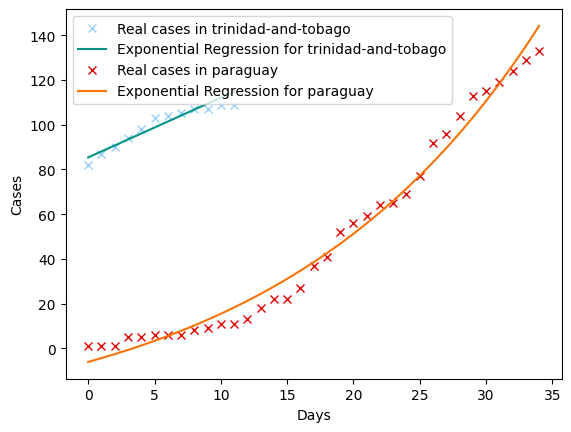 Real cases in trinidad-and-tobago
Exponential Regression for trinidad-and-tobago
Real cases in paraguay
Exponential Regression for paraguay
140
120
100
80
60
40
20
0
Cases
0 5 10 15 20 25 30 35
Days